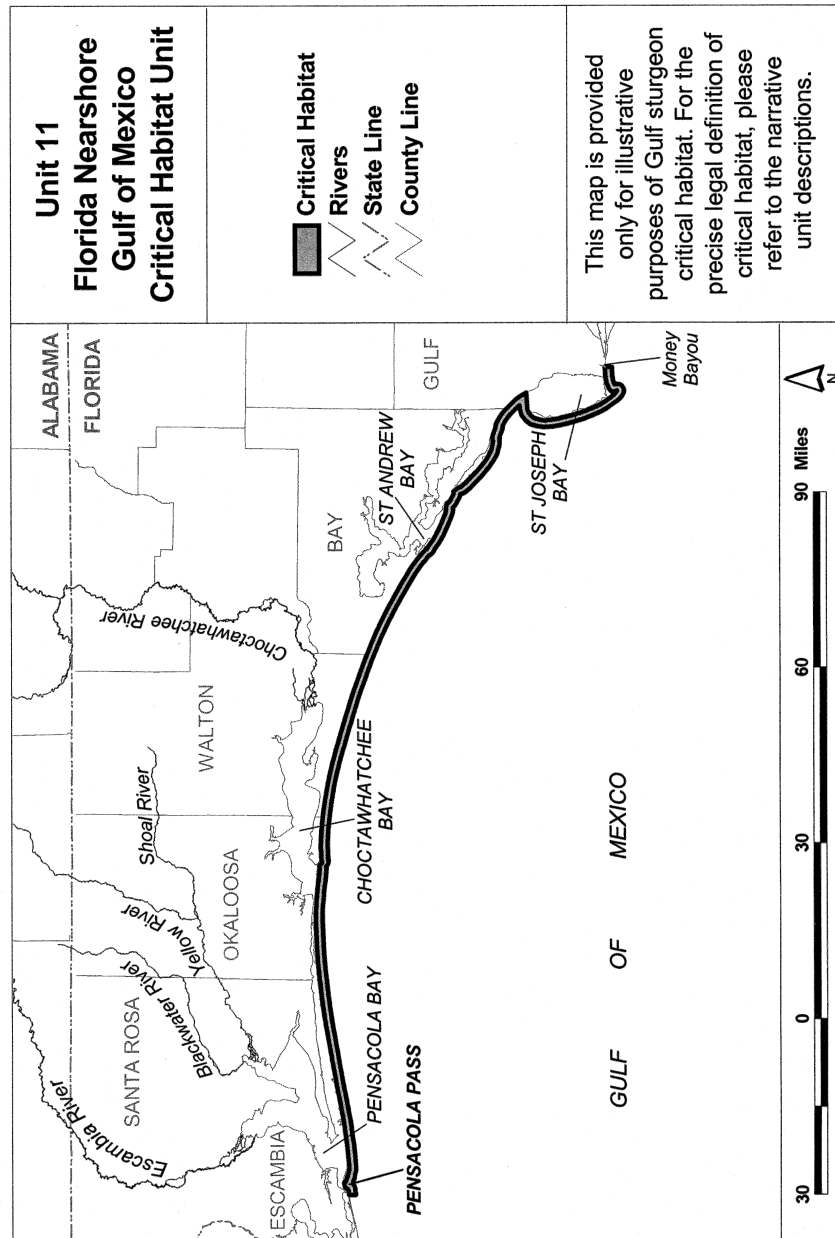 Unit 11
Florida Nearshore
Gulf of Mexico
Critical Habitat Unit
Critical Habitat
Rivers
State Line
County Line
This map is provided
only for illustrative
purposes of Gulf sturgeon
critical habitat. For the
precise legal definition of
critical habitat, please
refer to the narrative
unit descriptions.
ALABAMA
FLORIDA
Escambia River
SANTA ROSA
Blackwater River
Yellow River
Shoal River
OKALOOSA
WALTON
Choctawhatchee River
ESCAMBIA
PENSACOLA BAY
PENSACOLA PASS
CHOCTAWHATCHEE
BAY
BAY
ST ANDREW
BAY
GULF
ST JOSEPH
BAY
Money
Bayou
GULF OF MEXICO
30 0 30 60 90 Miles
N